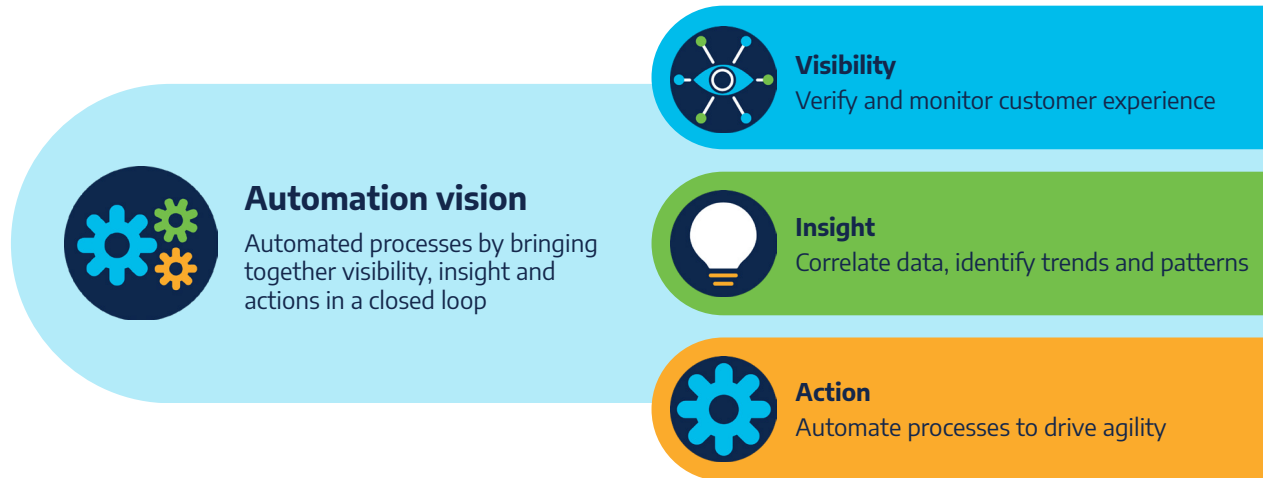 Automation vision
Automated processes by bringing
together visibility, insight and
actions in a closed loop
Visibility
Verify and monitor customer experience
Insight
Correlate data, identify trends and patterns
Action
Automate processes to drive agility